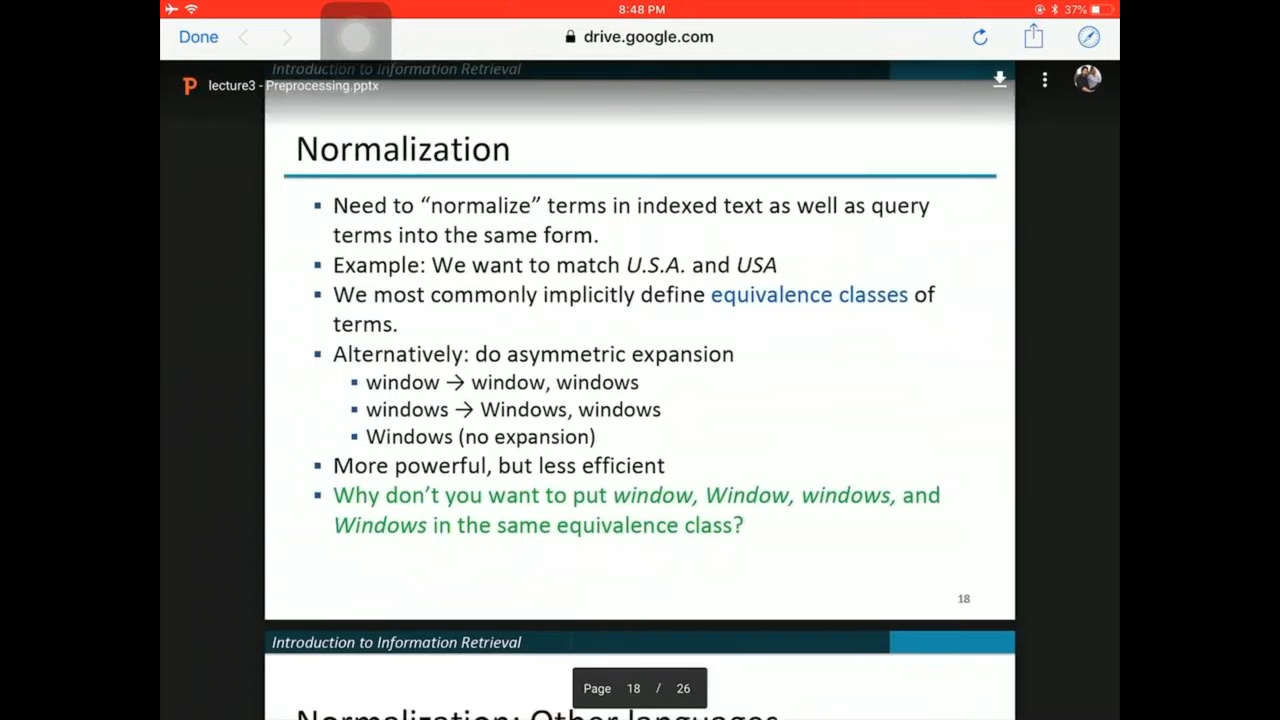 8:48 PM
37%
Done
drive.google.com
Introduction to Information Retrieval
P lecture3 - Preprocessing.pptx
Normalization
▪ Need to “normalize” terms in indexed text as well as query
terms into the same form.
▪ Example: We want to match U.S.A. and USA
▪ We most commonly implicitly define equivalence classes of
terms.
▪ Alternatively: do asymmetric expansion
▪ window → window, windows
▪ windows → Windows, windows
▪ Windows (no expansion)
▪ More powerful, but less efficient
▪ Why don’t you want to put window, Window, windows, and
Windows in the same equivalence class?
18
Introduction to Information Retrieval
Page 18 / 26
Normalization: Other languages